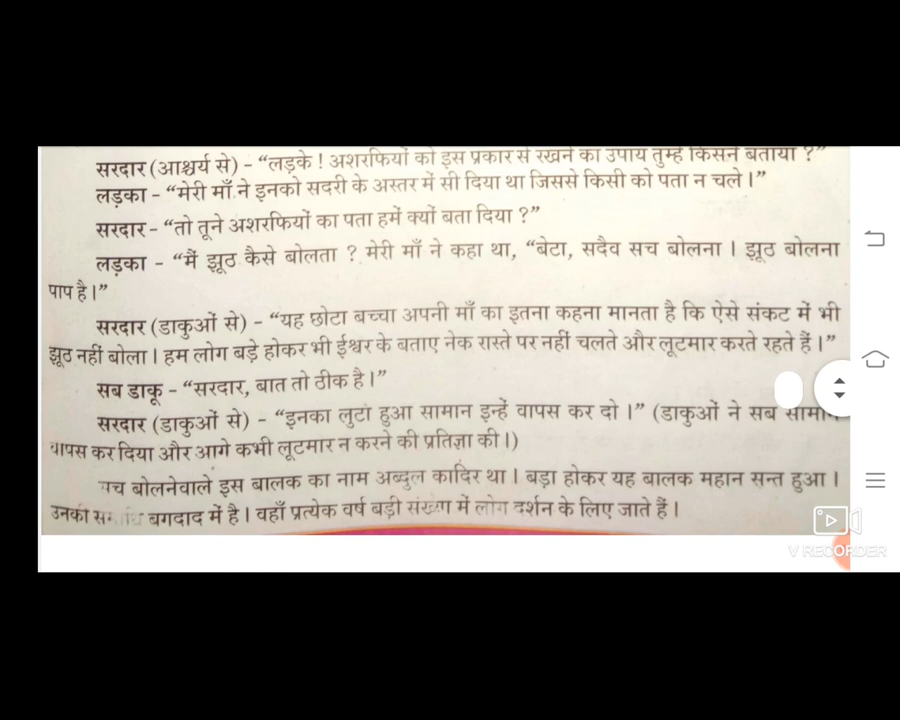 सरदार (आश्चर्य से) - “लड़के ! अशरफियों को इस प्रकार से रखने का उपाय तुम्हें किसने बताया ?”
लड़का - “मेरी माँ ने इनको सदरी के अस्तर में सी दिया था जिससे किसी को पता न चले।”
सरदार - “तो तूने अशरफियों का पता हमें क्यों बता दिया ?”
लड़का - “मैं झूठ कैसे बोलता ? मेरी माँ ने कहा था, “बेटा, सदैव सच बोलना। झूठ बोलना
पाप है।”
सरदार (डाकुओं से) - “यह छोटा बच्चा अपनी माँ का इतना कहना मानता है कि ऐसे संकट में भी
झूठ नहीं बोला। हम लोग बड़े होकर भी ईश्वर के बताए नेक रास्ते पर नहीं चलते और लूटमार करते रहते हैं।”
सब डाकू - “सरदार, बात तो ठीक है।”
सरदार (डाकुओं से) - “इनका लुटा हुआ सामान इन्हें वापस कर दो।” (डाकुओं ने सब सामान
वापस कर दिया और आगे कभी लूटमार न करने की प्रतिज्ञा की।)
सच बोलनेवाले इस बालक का नाम अब्दुल कादिर था। बड़ा होकर यह बालक महान सन्त हुआ।
उनकी बगदाद में है। वहाँ प्रत्येक वर्ष बड़ी संख्या में लोग दर्शन के लिए जाते हैं।
V RECORDER